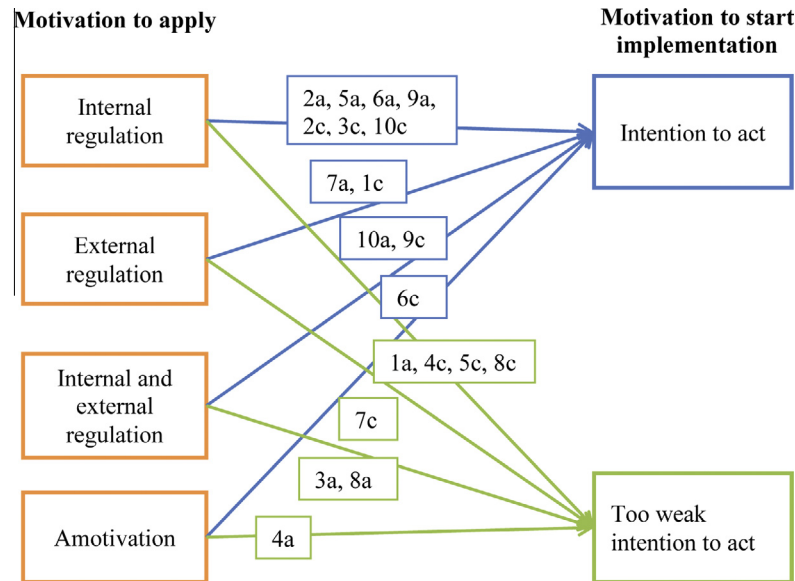 Motivation to apply
Motivation to start
implementation
Internal
regulation
2a, 5a, 6a, 9a,
2c, 3c, 10c
Intention to act
7a, 1c
External
regulation
10a, 9c
6c
1a, 4c, 5c, 8c
Internal and
external
regulation
7c
3a, 8a
Amotivation
4a
Too weak
intention to act